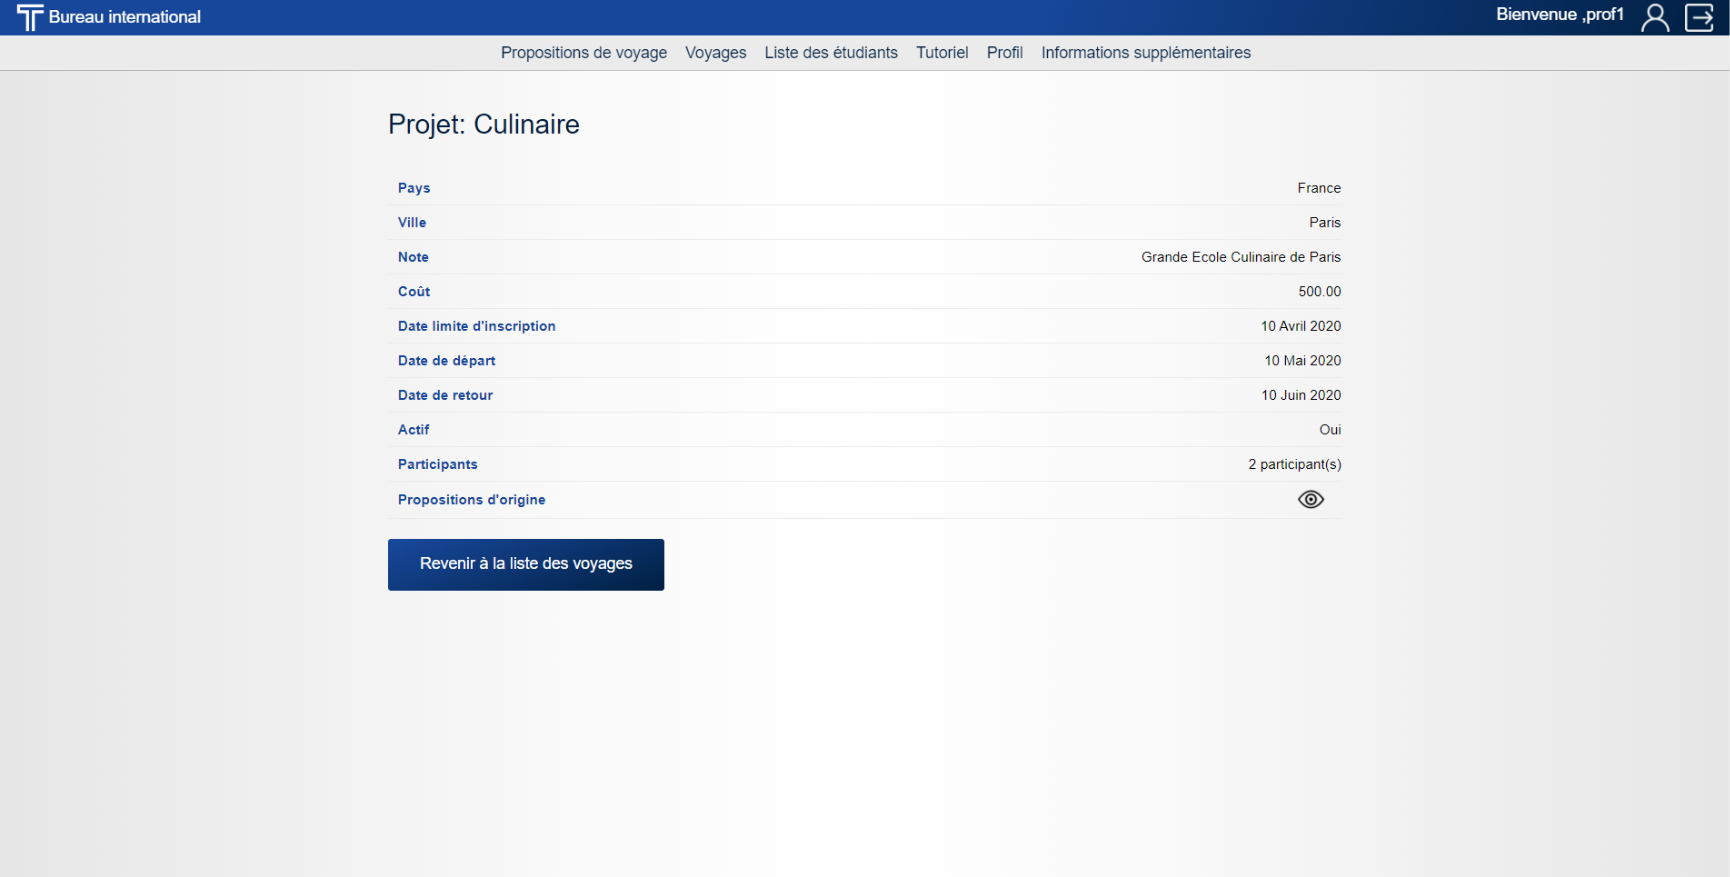 Bureau international
Bienvenue ,prof1
Propositions de voyage Voyages Liste des étudiants Tutoriel Profil Informations supplémentaires
Projet: Culinaire
Pays France
Ville Paris
Note Grande Ecole Culinaire de Paris
Coût 500.00
Date limite d'inscription 10 Avril 2020
Date de départ 10 Mai 2020
Date de retour 10 Juin 2020
Actif Oui
Participants 2 participant(s)
Propositions d'origine
Revenir à la liste des voyages